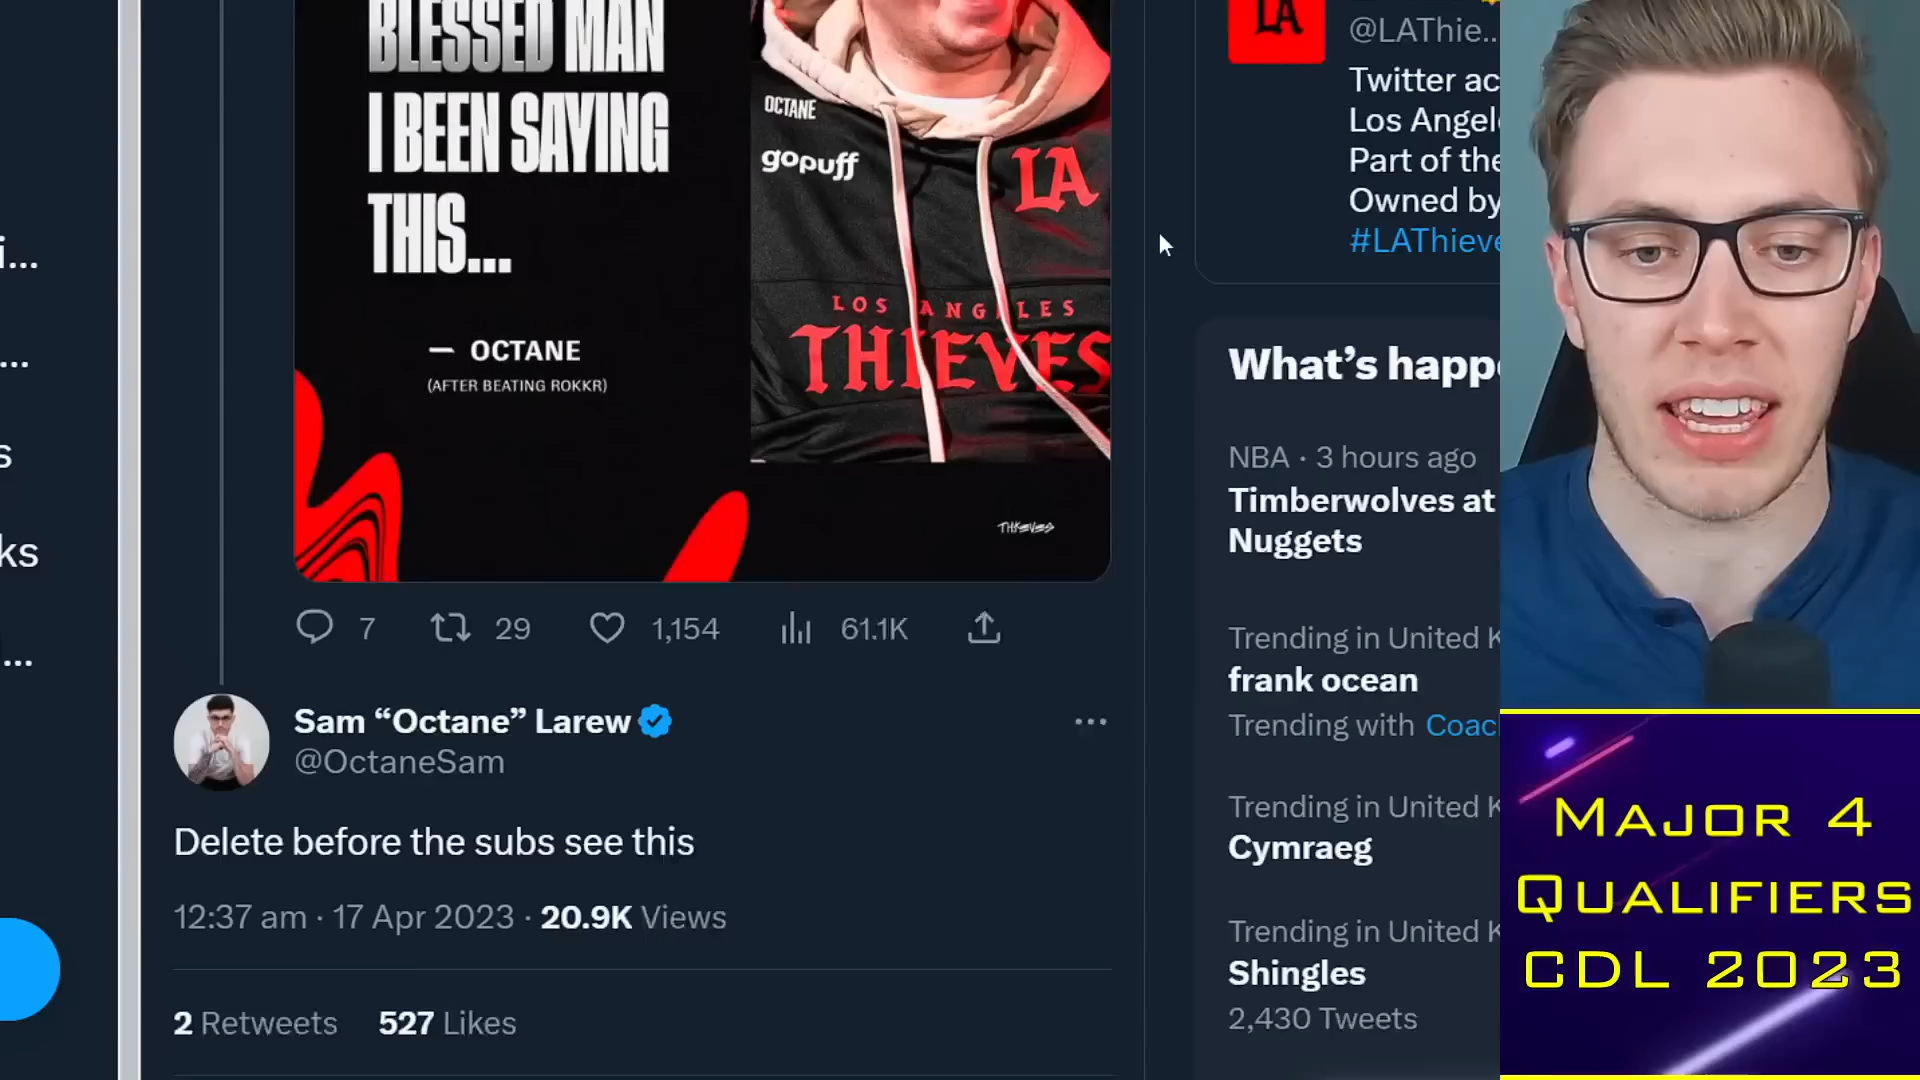 BLESSED MAN
I BEEN SAYING
THIS...
— OCTANE
(AFTER BEATING ROKKR)
OCTANE
gopuff
LA
LOS ANGELES
THIEVES
THIEVES
7 29 1,154 61.1K
Sam “Octane” Larew
@OctaneSam
Delete before the subs see this
12:37 am · 17 Apr 2023 · 20.9K Views
2 Retweets 527 Likes
i...
...
s
ks
...
LA
@LAThie...
Twitter ac
Los Angel
Part of the
Owned by
#LAThieve
What’s happ
NBA · 3 hours ago
Timberwolves at
Nuggets
Trending in United K
frank ocean
Trending with Coac
Trending in United K
Cymraeg
Trending in United K
Shingles
2,430 Tweets
MAJOR 4
QUALIFIERS
CDL 2023